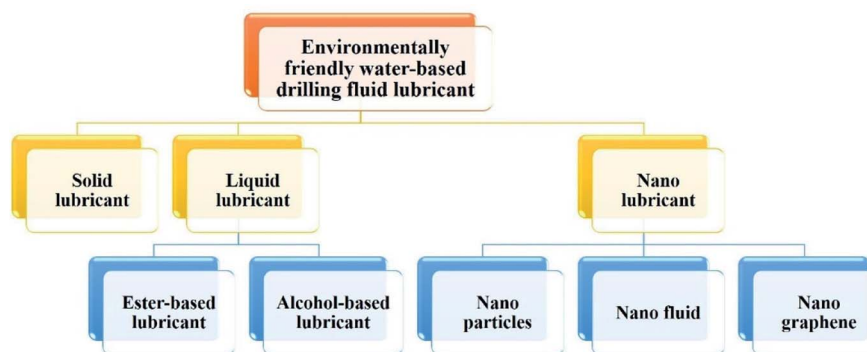 Environmentally
friendly water-based
drilling fluid lubricant
Solid
lubricant
Liquid
lubricant
Nano
lubricant
Ester-based
lubricant
Alcohol-based
lubricant
Nano
particles
Nano fluid
Nano
graphene